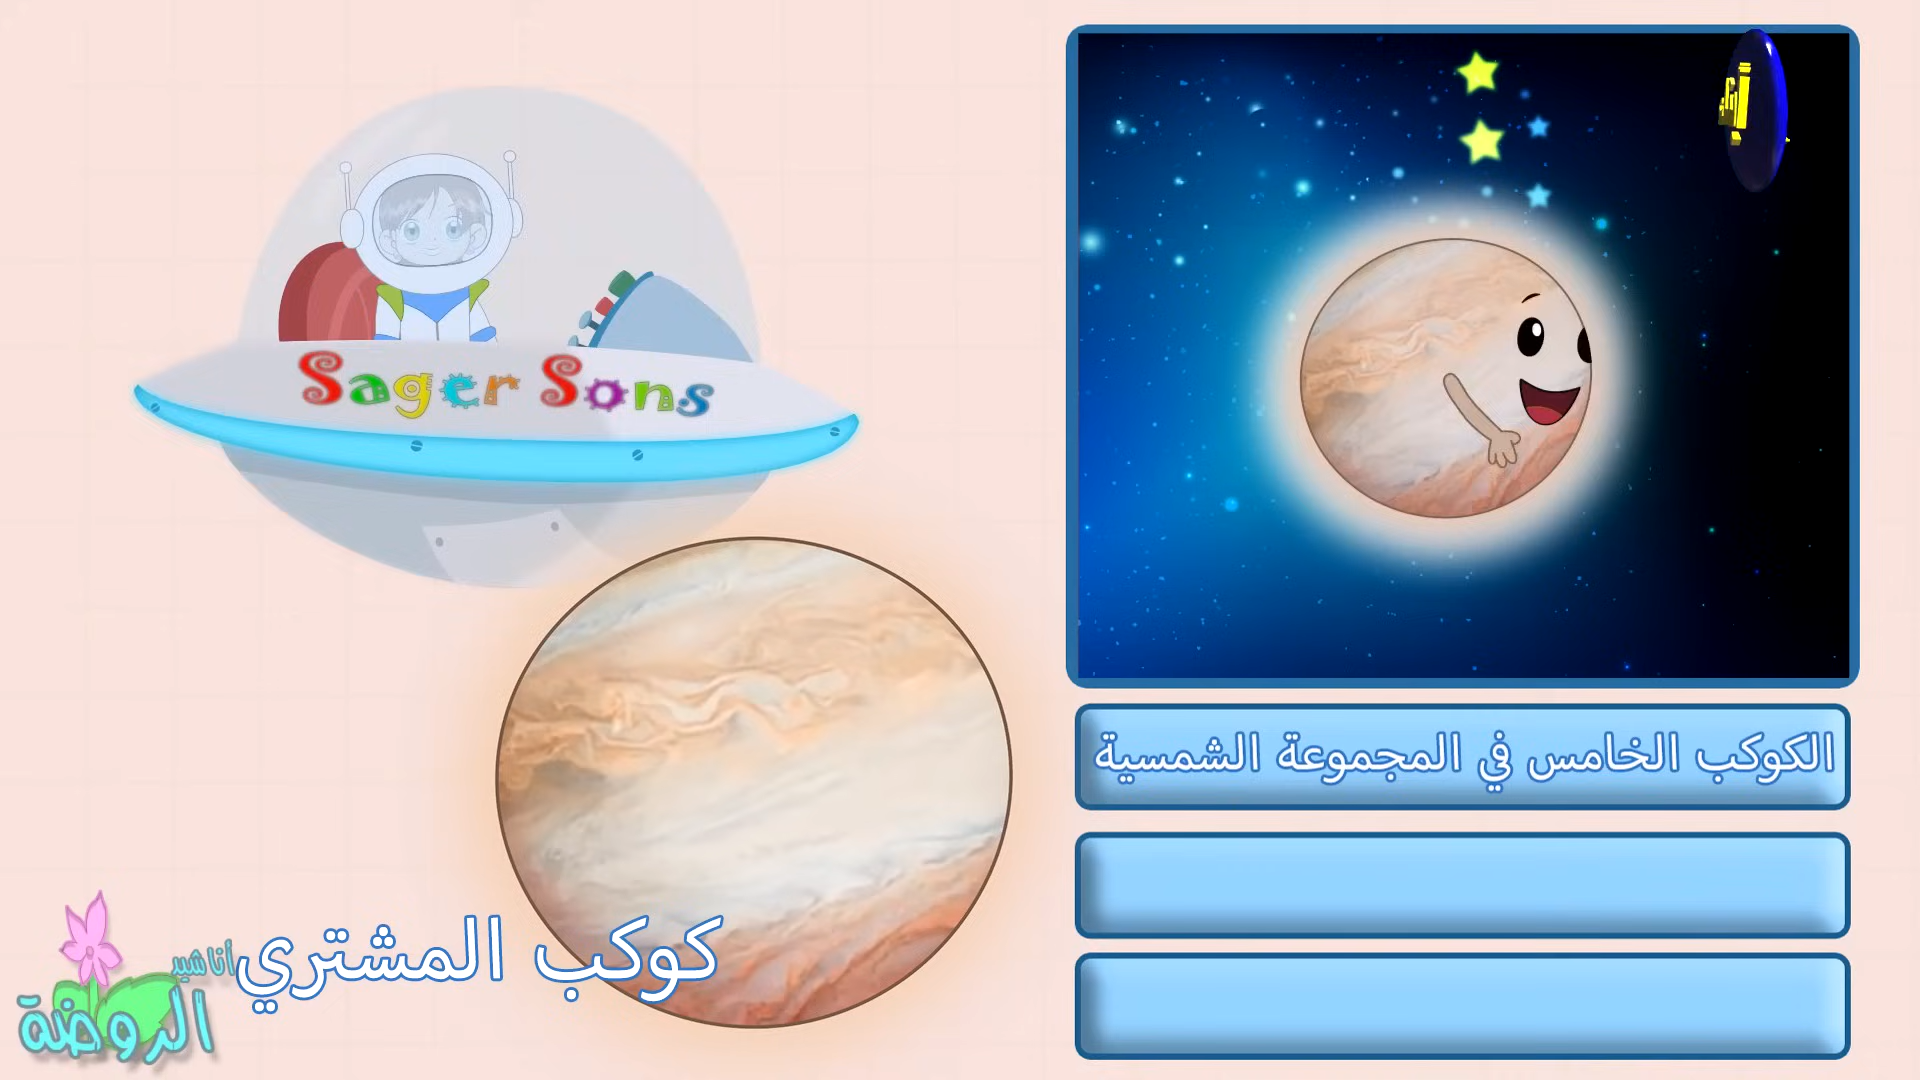 Sager Sons
الكوكب الخامس في المجموعة الشمسية
كوكب المشتري
أناشيد
الروضة